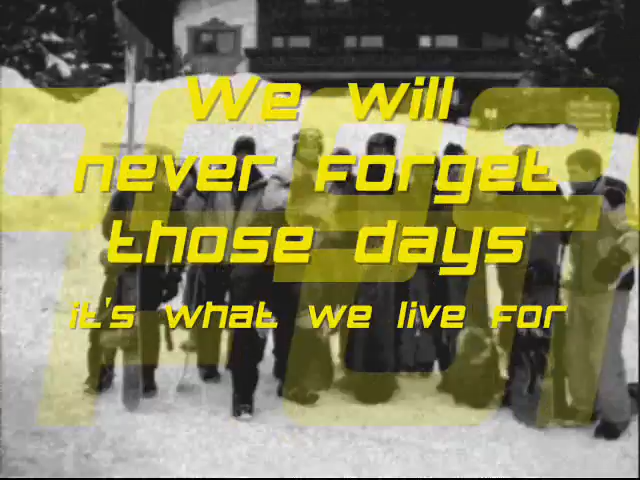 We will
never forget
those days
it's what we live for